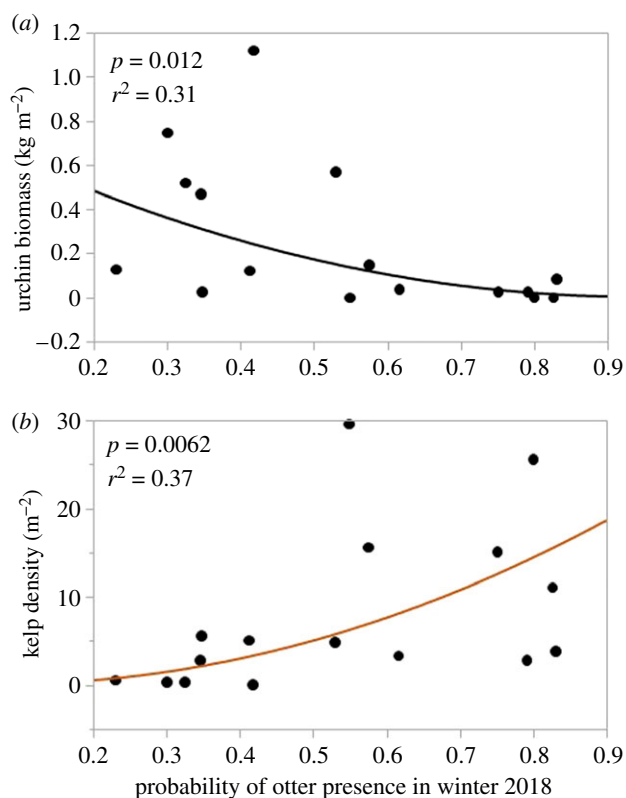 (a)
1.2
p = 0.012
1.0
r² = 0.31
0.8
0.6
0.4
0.2
0
−0.2
urchin biomass (kg m⁻²)
0.2 0.3 0.4 0.5 0.6 0.7 0.8 0.9
(b)
30
p = 0.0062
r² = 0.37
20
10
0
kelp density (m⁻²)
0.2 0.3 0.4 0.5 0.6 0.7 0.8 0.9
probability of otter presence in winter 2018